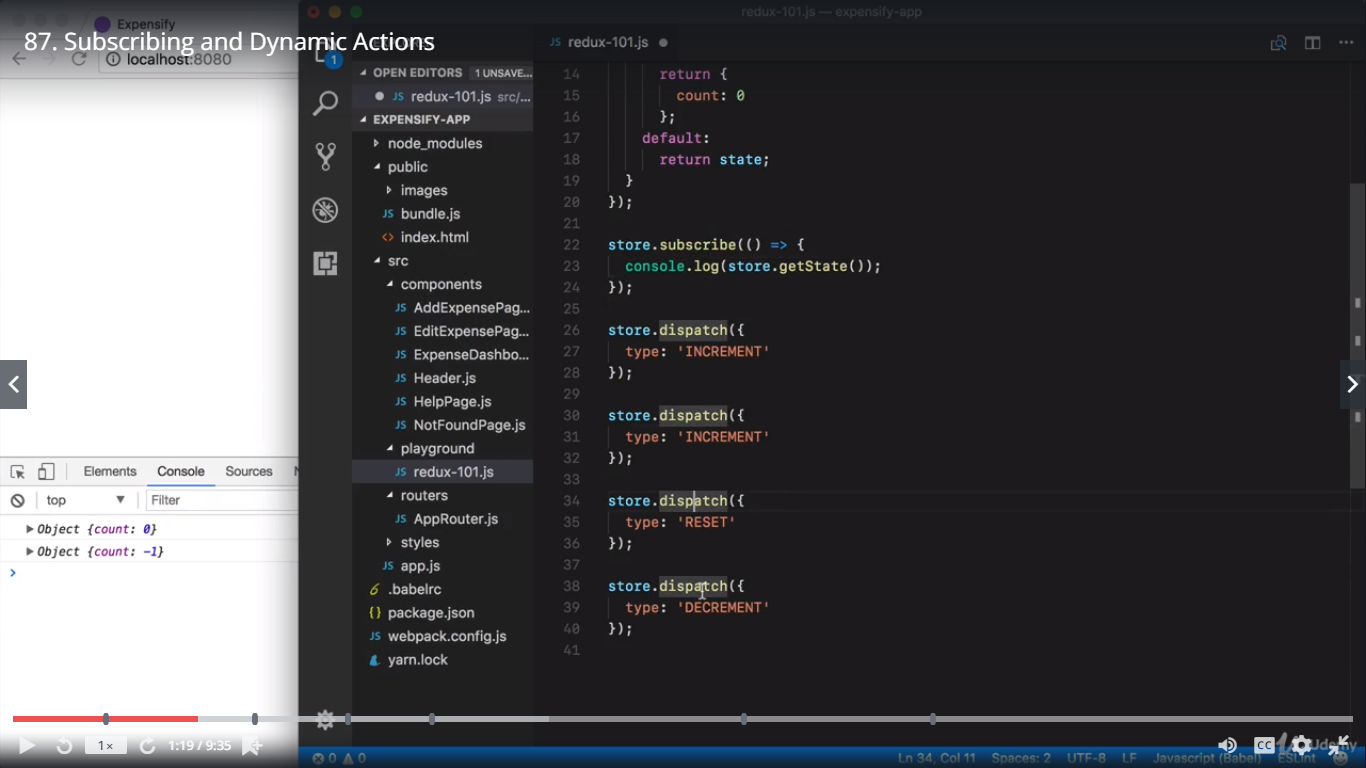 redux-101.js — expensify-app
Expensify
87. Subscribing and Dynamic Actions
localhost:8080
1
JS redux-101.js
OPEN EDITORS 1 UNSAVE...
JS redux-101.js src/...
EXPENSIFY-APP
node_modules
public
images
JS bundle.js
<> index.html
src
components
JS AddExpensePag...
JS EditExpensePag...
JS ExpenseDashbo...
JS Header.js
JS HelpPage.js
JS NotFoundPage.js
playground
JS redux-101.js
routers
JS AppRouter.js
styles
JS app.js
.babelrc
{} package.json
JS webpack.config.js
yarn.lock
14 return {
15 count: 0
16 };
17 default:
18 return state;
19 }
20 });
21
22 store.subscribe(() => {
23 console.log(store.getState());
24 });
25
26 store.dispatch({
27 type: 'INCREMENT'
28 });
29
30 store.dispatch({
31 type: 'INCREMENT'
32 });
33
34 store.dispatch({
35 type: 'RESET'
36 });
37
38 store.dispatch({
39 type: 'DECREMENT'
40 });
41
Elements Console Sources
top Filter
Object {count: 0}
Object {count: -1}
>
1× 1:19 / 9:35 CC Udemy
0 0 Ln 34, Col 11 Spaces: 2 UTF-8 LF Javascript (Babel) ESLint